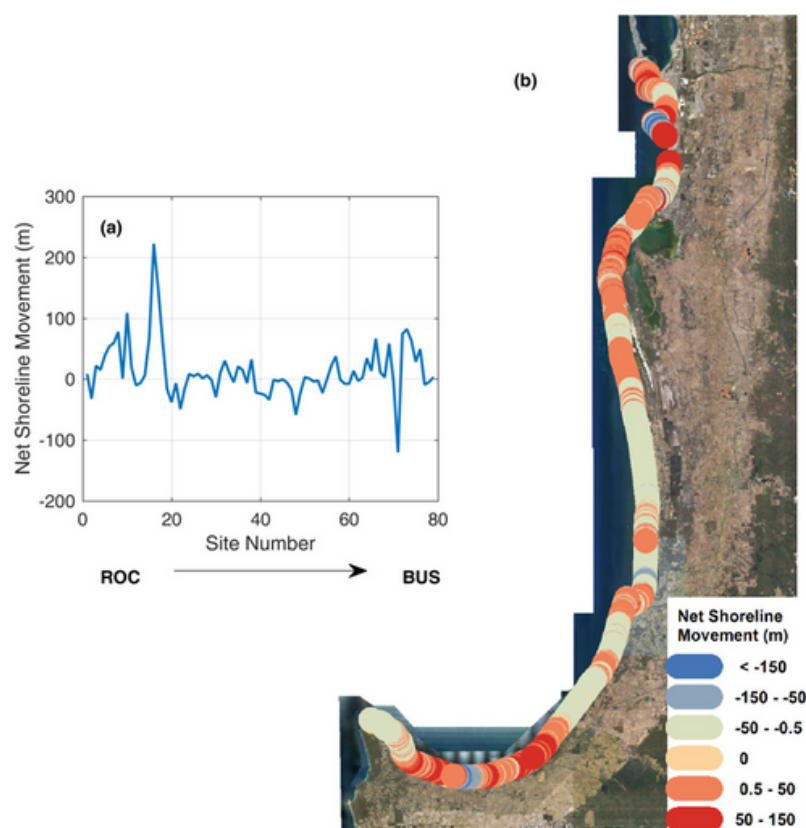 (b)
Net Shoreline Movement (m)
(a)
300
200
100
0
-100
-200
0
20
40
60
80
Site Number
ROC
BUS
Net Shoreline
Movement (m)
< -150
-150 - -50
-50 - -0.5
0
0.5 - 50
50 - 150